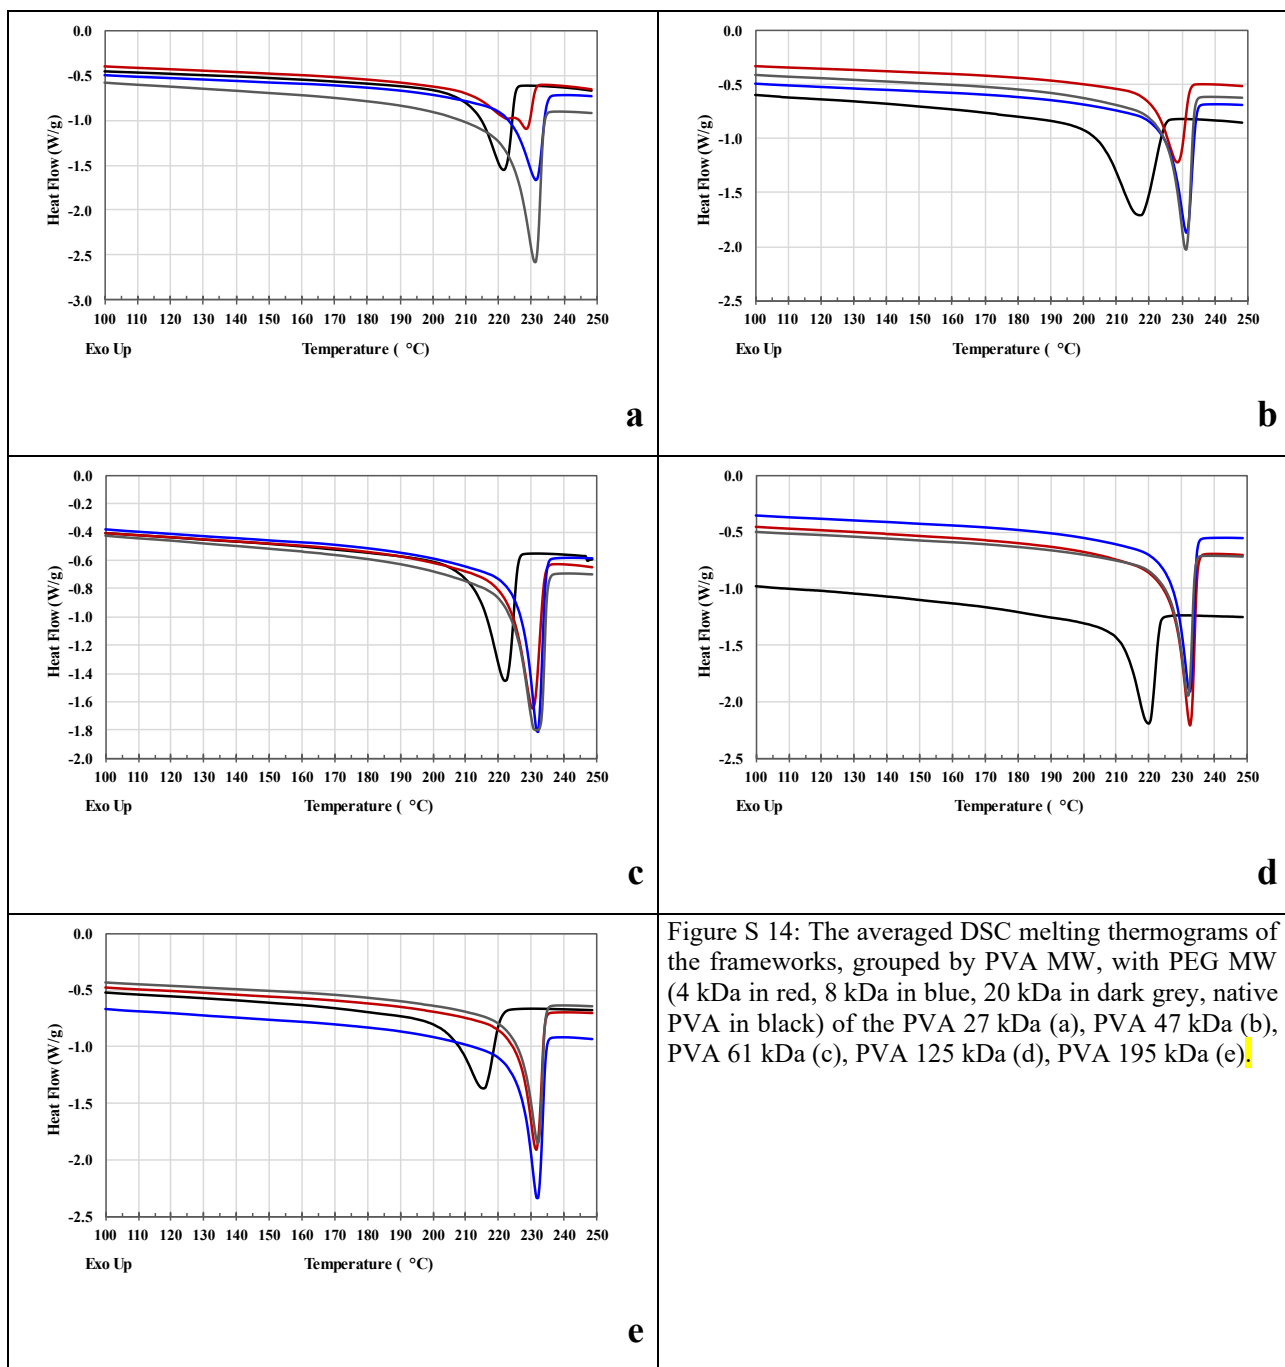 0.0
-0.5
-1.0
-1.5
-2.0
-2.5
-3.0
Heat Flow (W/g)
100 110 120 130 140 150 160 170 180 190 200 210 220 230 240 250
Exo Up Temperature ( °C)
a
0.0
-0.5
-1.0
-1.5
-2.0
-2.5
Heat Flow (W/g)
100 110 120 130 140 150 160 170 180 190 200 210 220 230 240 250
Exo Up Temperature ( °C)
b
0.0
-0.2
-0.4
-0.6
-0.8
-1.0
-1.2
-1.4
-1.6
-1.8
-2.0
Heat Flow (W/g)
100 110 120 130 140 150 160 170 180 190 200 210 220 230 240 250
Exo Up Temperature ( °C)
c
0.0
-0.5
-1.0
-1.5
-2.0
-2.5
Heat Flow (W/g)
100 110 120 130 140 150 160 170 180 190 200 210 220 230 240 250
Exo Up Temperature ( °C)
d
0.0
-0.5
-1.0
-1.5
-2.0
-2.5
Heat Flow (W/g)
100 110 120 130 140 150 160 170 180 190 200 210 220 230 240 250
Exo Up Temperature ( °C)
e
Figure S 14: The averaged DSC melting thermograms of
the frameworks, grouped by PVA MW, with PEG MW
(4 kDa in red, 8 kDa in blue, 20 kDa in dark grey, native
PVA in black) of the PVA 27 kDa (a), PVA 47 kDa (b),
PVA 61 kDa (c), PVA 125 kDa (d), PVA 195 kDa (e).